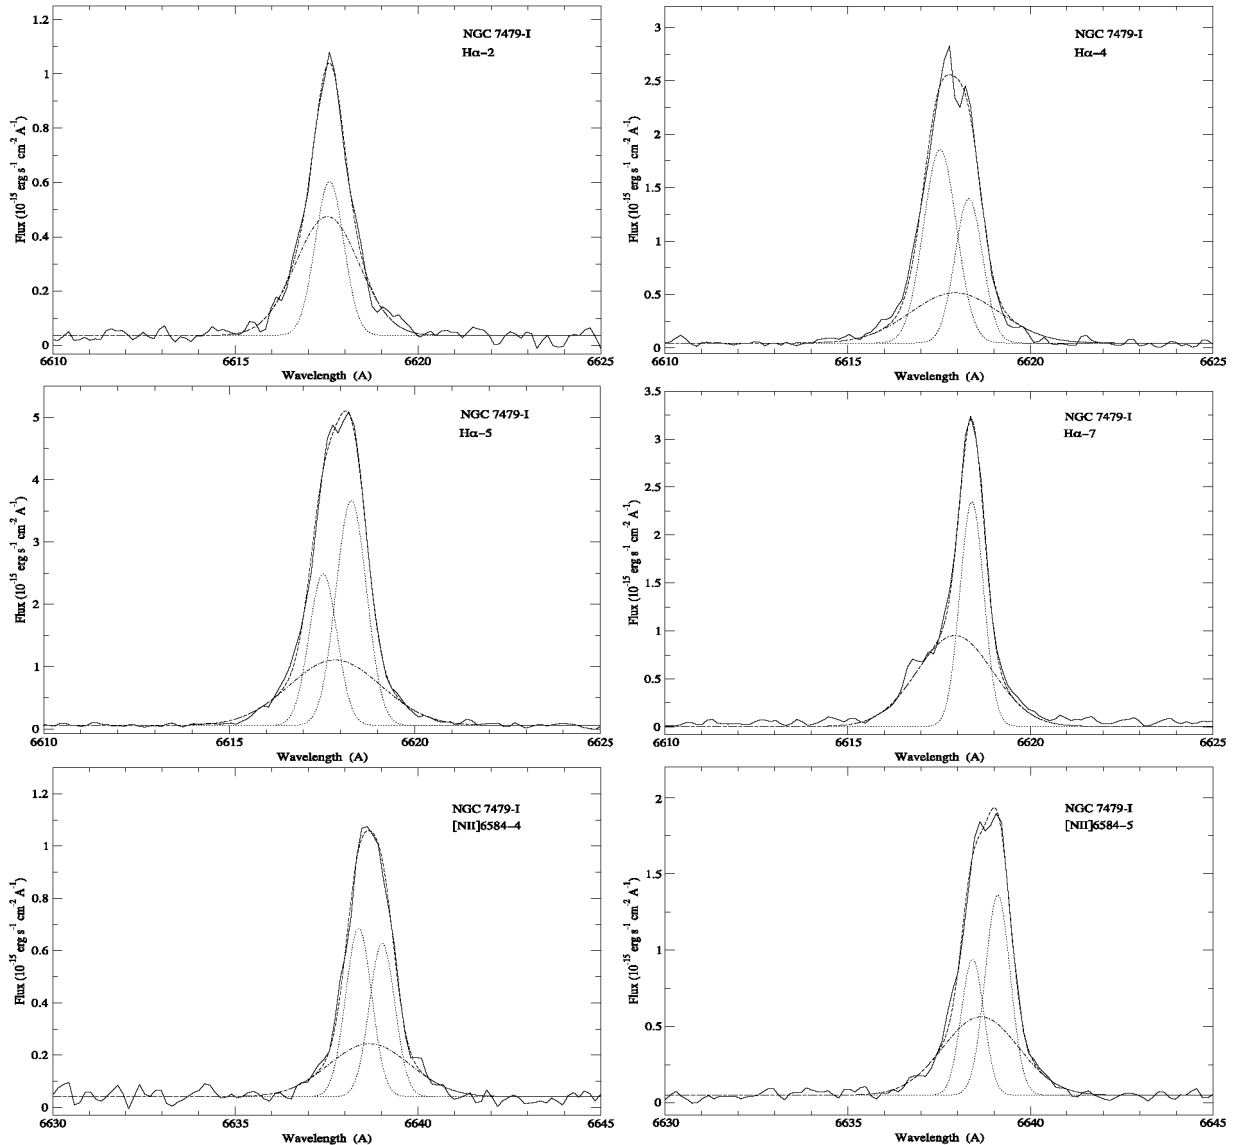 NGC 7479-I
Hα-2
1.2
1
0.8
0.6
0.4
0.2
0
Flux (10⁻¹⁵ erg s⁻¹ cm⁻² A⁻¹)
6610 6615 6620 6625
Wavelength (A)
NGC 7479-I
Hα-4
3
2.5
2
1.5
1
0.5
0
Flux (10⁻¹⁵ erg s⁻¹ cm⁻² A⁻¹)
6610 6615 6620 6625
Wavelength (A)
NGC 7479-I
Hα-5
5
4
3
2
1
0
Flux (10⁻¹⁵ erg s⁻¹ cm⁻² A⁻¹)
6610 6615 6620 6625
Wavelength (A)
NGC 7479-I
Hα-7
3.5
3
2.5
2
1.5
1
0.5
0
Flux (10⁻¹⁵ erg s⁻¹ cm⁻² A⁻¹)
6610 6615 6620 6625
Wavelength (A)
NGC 7479-I
[NII]6584-4
1.2
1
0.8
0.6
0.4
0.2
0
Flux (10⁻¹⁵ erg s⁻¹ cm⁻² A⁻¹)
6630 6635 6640 6645
Wavelength (A)
NGC 7479-I
[NII]6584-5
2
1.5
1
0.5
0
Flux (10⁻¹⁵ erg s⁻¹ cm⁻² A⁻¹)
6630 6635 6640 6645
Wavelength (A)